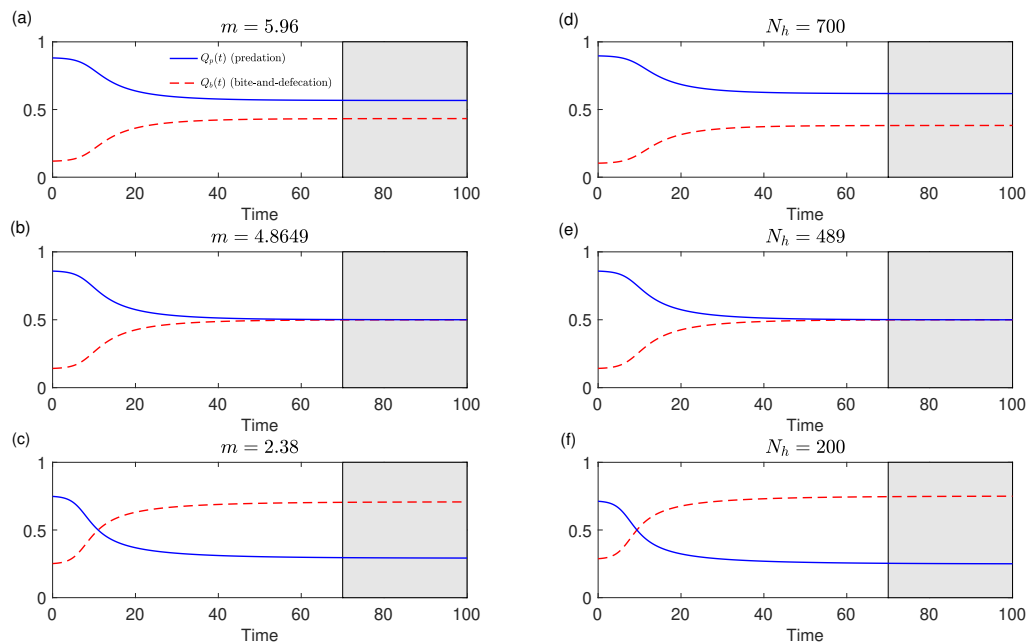 (a)
m = 5.96
1
0.5
0
Q_p(t) (predation)
Q_b(t) (bite-and-defecation)
0 20 40 60 80 100
Time
(b)
m = 4.8649
1
0.5
0
0 20 40 60 80 100
Time
(c)
m = 2.38
1
0.5
0
0 20 40 60 80 100
Time
(d)
N_h = 700
1
0.5
0
0 20 40 60 80 100
Time
(e)
N_h = 489
1
0.5
0
0 20 40 60 80 100
Time
(f)
N_h = 200
1
0.5
0
0 20 40 60 80 100
Time